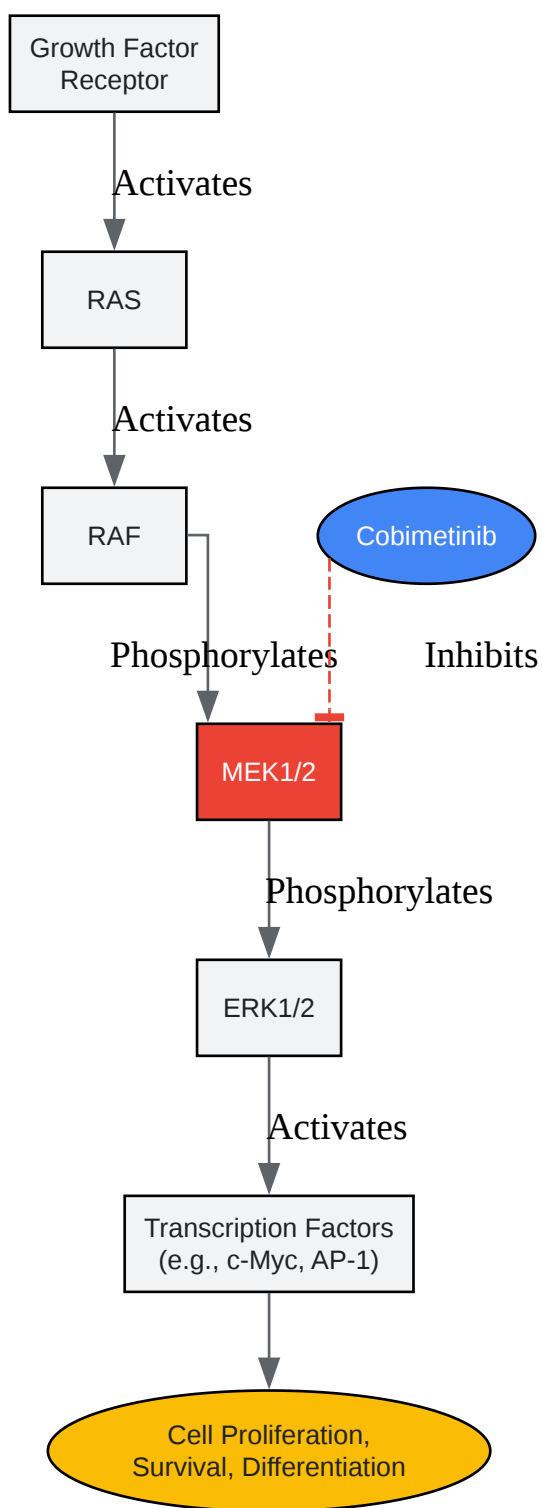 Growth Factor
Receptor
Activates
RAS
Activates
RAF
Cobimetinib
Phosphorylates
Inhibits
MEK1/2
Phosphorylates
ERK1/2
Activates
Transcription Factors
(e.g., c-Myc, AP-1)
Cell Proliferation,
Survival, Differentiation